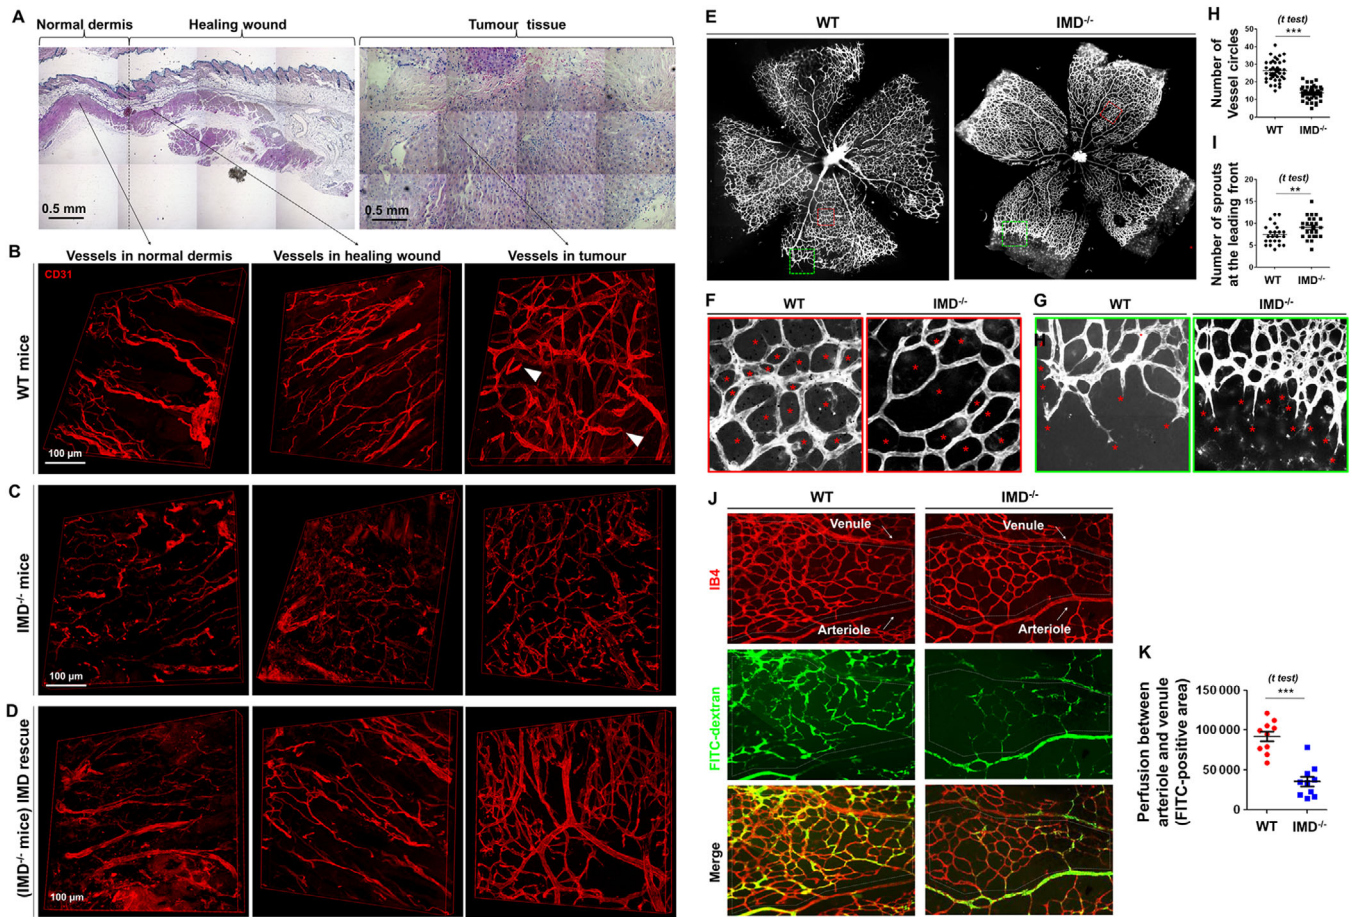 A
Normal dermis
Healing wound
Tumour tissue
0.5 mm
0.5 mm
B
Vessels in normal dermis
Vessels in healing wound
Vessels in tumour
CD31
WT mice
100 µm
C
IMD-/- mice
100 µm
D
(IMD-/- mice) IMD rescue
100 µm
E
WT
IMD-/-
F
WT
IMD-/-
G
WT
IMD-/-
H
H
(t test)
***
Number of
Vessel circles
50
40
30
20
10
0
WT
IMD-/-
I
(t test)
**
Number of sprouts
at the leading front
20
15
10
5
0
WT
IMD-/-
J
WT
IMD-/-
Venule
Venule
IB4
Arteriole
Arteriole
FITC-dextran
Merge
K
(t test)
***
Perfusion between
arteriole and venule
(FITC-positive area)
150 000
100 000
50 000
0
WT
IMD-/-